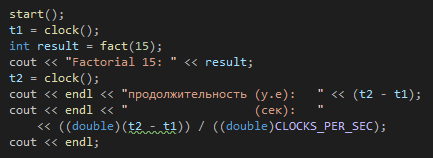 start();
t1 = clock();
int result = fact(15);
cout << "Factorial 15: " << result;
t2 = clock();
cout << endl << "продолжительность (у.е):   " << (t2 - t1);
cout << endl << "                  (сек):   "
    << ((double)(t2 - t1)) / ((double)CLOCKS_PER_SEC);
cout << endl;